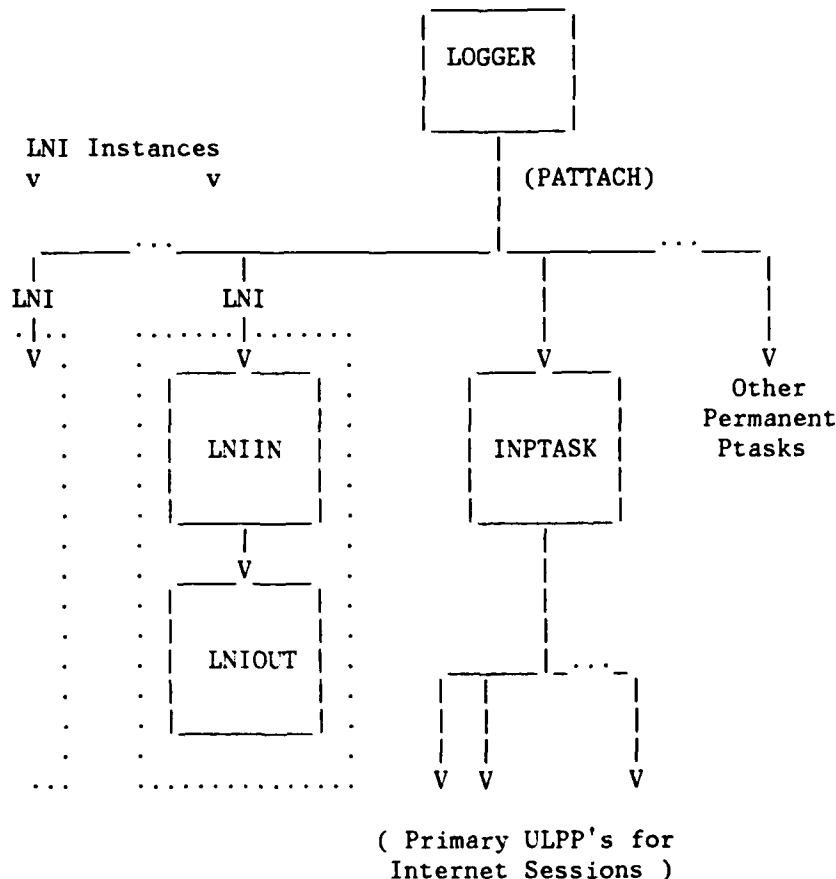 LOGGER
LNI Instances
v v
(PATTACH)
... ...
LNI LNI
V V V V
Other
Permanent
Ptasks
LNIIN INPTASK
V
LNIOUT
...
V V V
( Primary ULPP's for
Internet Sessions )